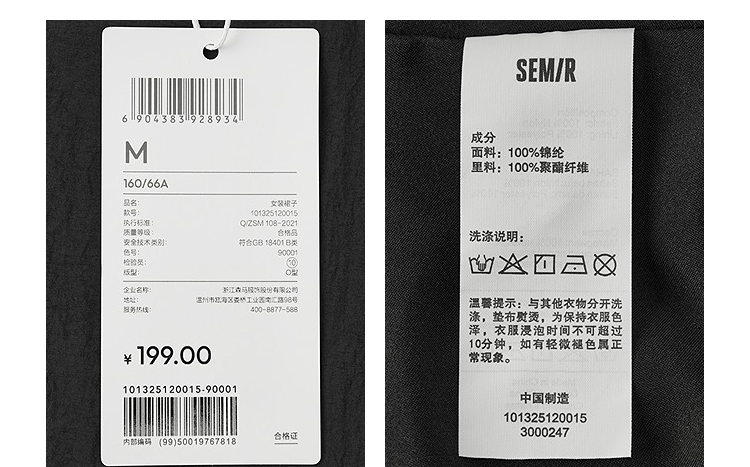 6 904383 928934
M
160/66A
品名: 女装裙子
款号: 101325120015
执行标准: Q/ZSM 108-2021
质量等级: 合格品
安全技术类别: 符合GB 18401 B类
色号: 90001
检验员: 10
版型: O型
企业名称: 浙江森马服饰股份有限公司
地址: 温州市瓯海区娄桥工业园南汇路98号
服务热线: 400-8877-588
¥ 199.00
101325120015-90001
内部编码 (99)50019767818
合格证
SEMIR
成分
面料：100%锦纶
里料：100%聚酯纤维
洗涤说明：
温馨提示：与其他衣物分开洗
涤，垫布熨烫，为保持衣服色
泽，衣服浸泡时间不可超过
10分钟，如有轻微褪色属正
常现象。
中国制造
101325120015
3000247